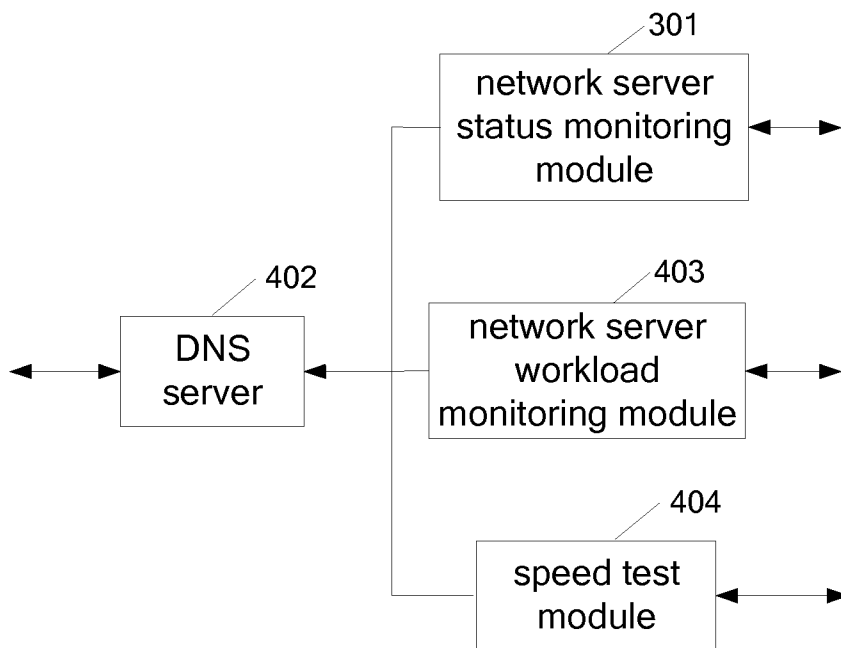 301
network server
status monitoring
module
403
network server
workload
monitoring module
402
DNS
server
404
speed test
module